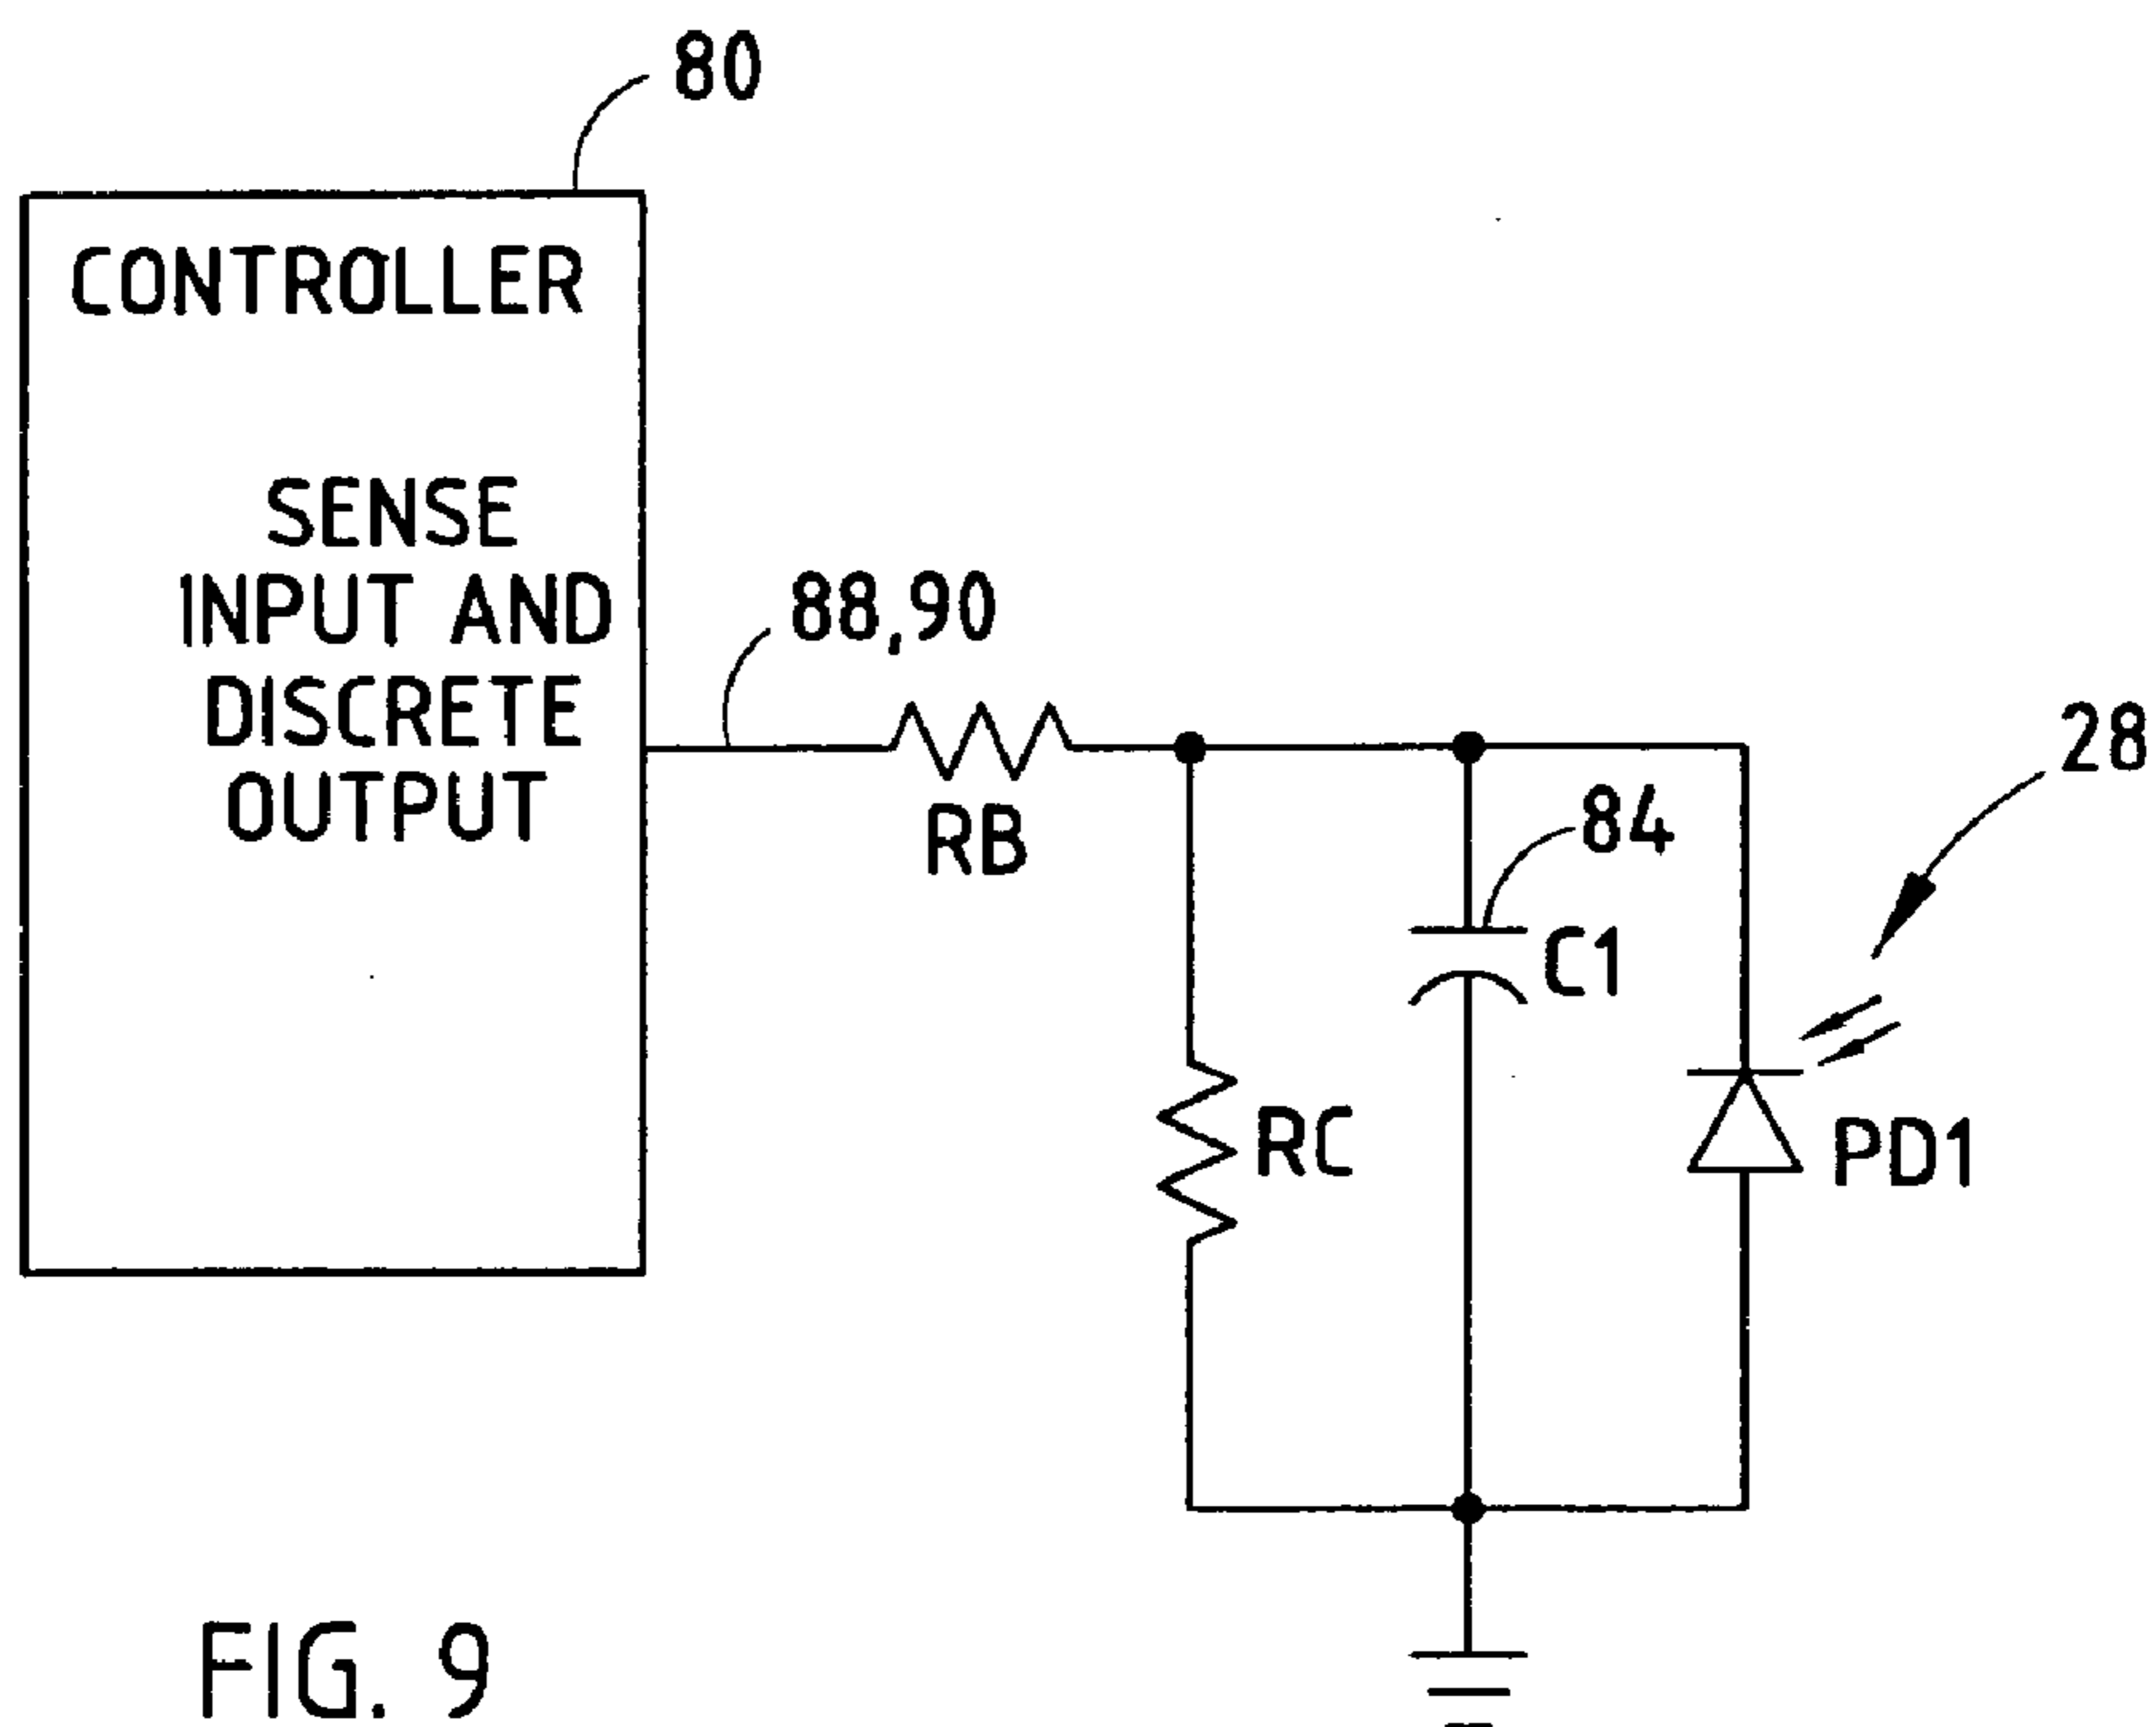 80
CONTROLLER
SENSE
INPUT AND
DISCRETE
OUTPUT
88,90
RB
28
84
C1
RC
PD1
FIG. 9